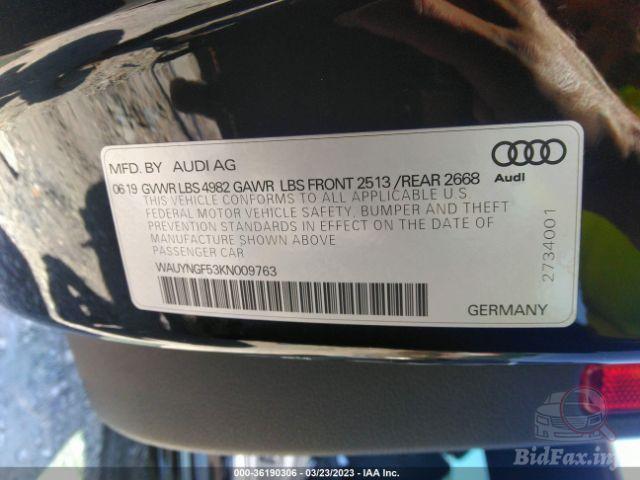 MFD. BY AUDI AG
Audi
06 19 GVWR LBS 4982 GAWR LBS FRONT 2513 /REAR 2668
THIS VEHICLE CONFORMS TO ALL APPLICABLE U.S
FEDERAL MOTOR VEHICLE SAFETY, BUMPER AND THEFT
PREVENTION STANDARDS IN EFFECT ON THE DATE OF
MANUFACTURE SHOWN ABOVE
PASSENGER CAR
WAUYNGF53KN009763
2734001
GERMANY
BidFax.info
000-36190306 - 03/23/2023 - IAA Inc.